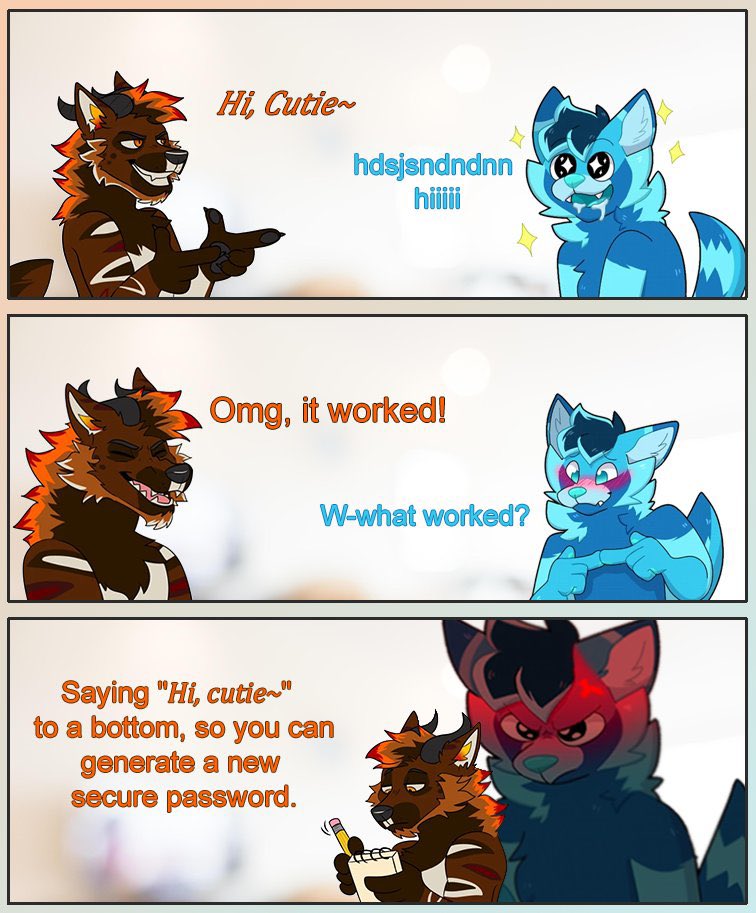 Hi, Cutie~
hdsjsndndnn
hiiiii
Omg, it worked!
W-what worked?
Saying "Hi, cutie~"
to a bottom, so you can
generate a new
secure password.